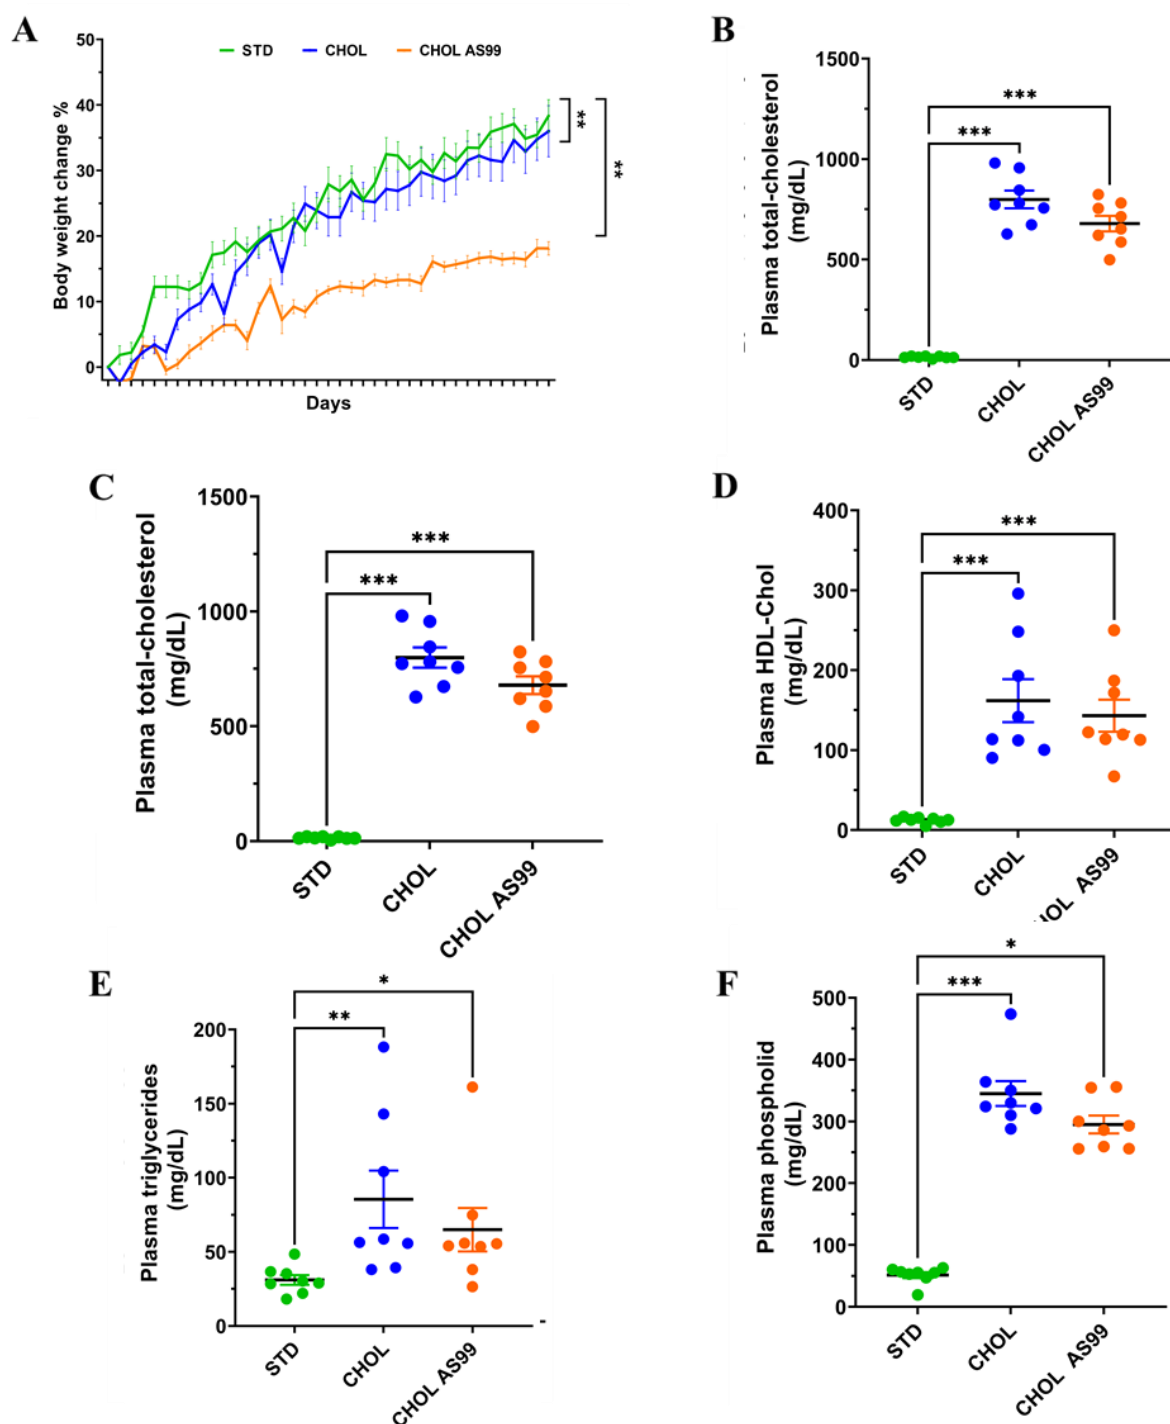 A
50
40
30
20
10
0
Body weight change %
STD
CHOL
CHOL AS99
**
**
Days
B
1500
1000
500
0
Plasma total-cholesterol
(mg/dL)
***
***
STD
CHOL
CHOL AS99
C
1500
1000
500
0
Plasma total-cholesterol
(mg/dL)
***
***
STD
CHOL
CHOL AS99
D
400
300
200
100
0
Plasma HDL-Chol
(mg/dL)
***
***
STD
CHOL
HOL AS99
E
200
150
100
50
0
Plasma triglycerides
(mg/dL)
*
**
STD
CHOL
CHOL AS99
F
500
400
300
200
100
0
Plasma phospholid
(mg/dL)
*
***
STD
CHOL
CHOL AS99